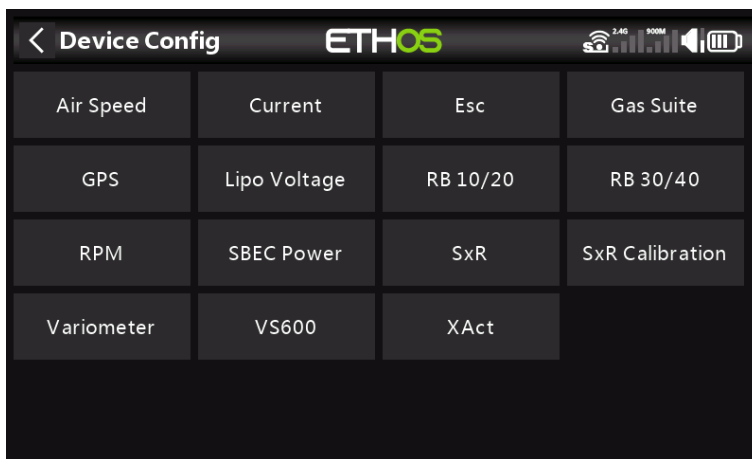 Device Config ETHOS 2.4G 900M
Air Speed Current Esc Gas Suite
GPS Lipo Voltage RB 10/20 RB 30/40
RPM SBEC Power SxR SxR Calibration
Variometer VS600 XAct